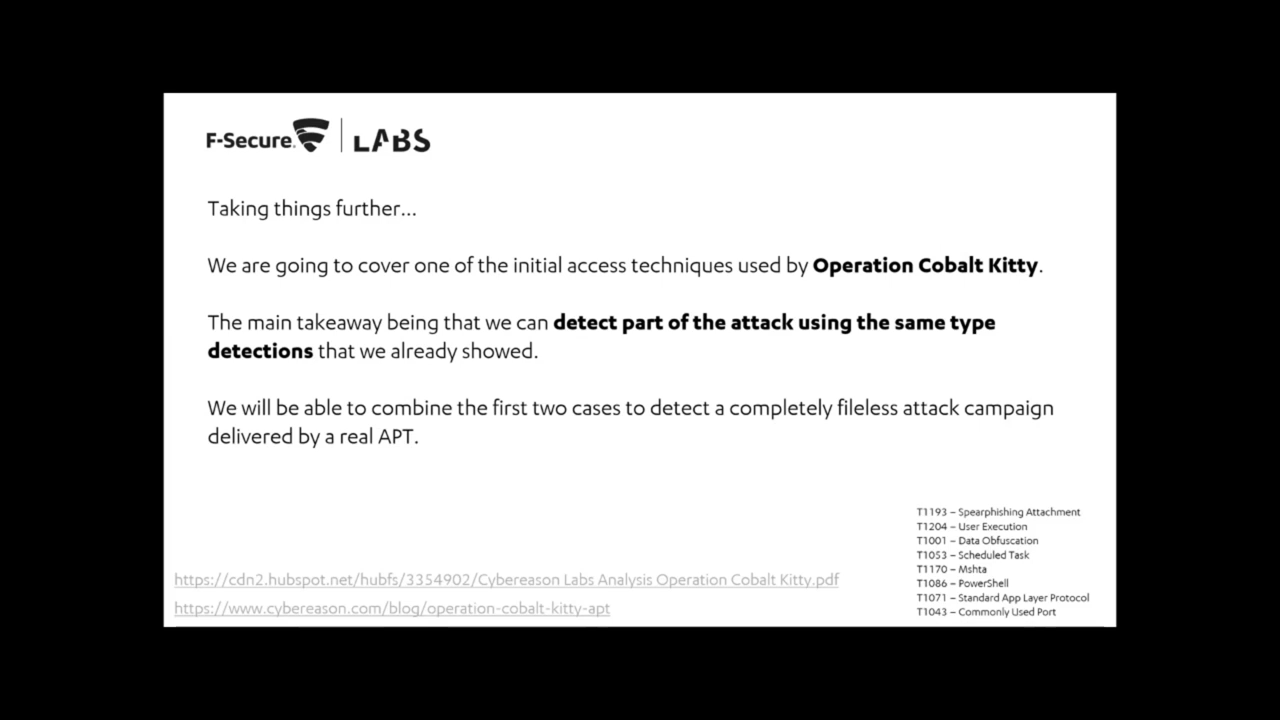 F-Secure. LABS
Taking things further...
We are going to cover one of the initial access techniques used by Operation Cobalt Kitty.
The main takeaway being that we can detect part of the attack using the same type
detections that we already showed.
We will be able to combine the first two cases to detect a completely fileless attack campaign
delivered by a real APT.
T1193 – Spearphishing Attachment
T1204 – User Execution
T1001 – Data Obfuscation
T1053 – Scheduled Task
T1170 – Mshta
T1086 – PowerShell
T1071 – Standard App Layer Protocol
T1043 – Commonly Used Port
https://cdn2.hubspot.net/hubfs/3354902/Cybereason Labs Analysis Operation Cobalt Kitty.pdf
https://www.cybereason.com/blog/operation-cobalt-kitty-apt